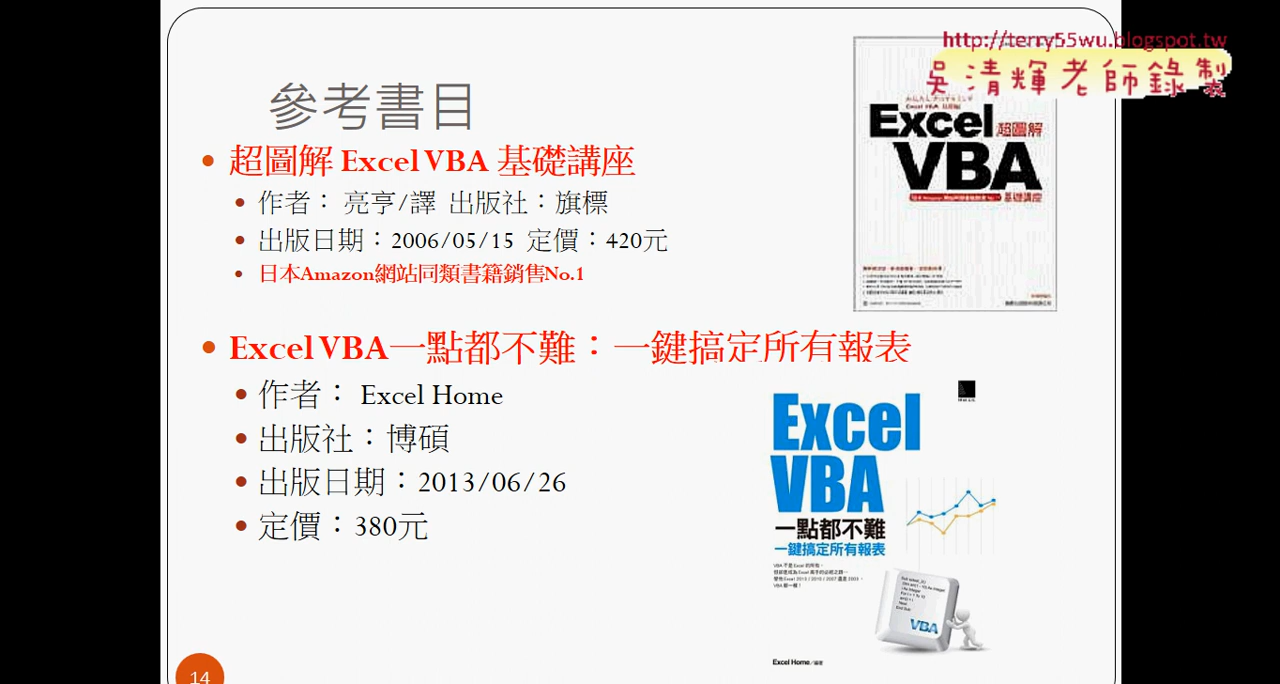 http://terry55wu.blogspot.tw
吳清輝老師錄製
參考書目
超圖解 Excel VBA 基礎講座
作者： 亮亨/譯 出版社：旗標
出版日期：2006/05/15 定價：420元
日本Amazon網站同類書籍銷售No.1
Excel 超圖解
VBA
基礎講座
Excel VBA一點都不難：一鍵搞定所有報表
作者： Excel Home
出版社：博碩
出版日期：2013/06/26
定價：380元
Excel
VBA
一點都不難
一鍵搞定所有報表
VBA
Excel Home／編著
14